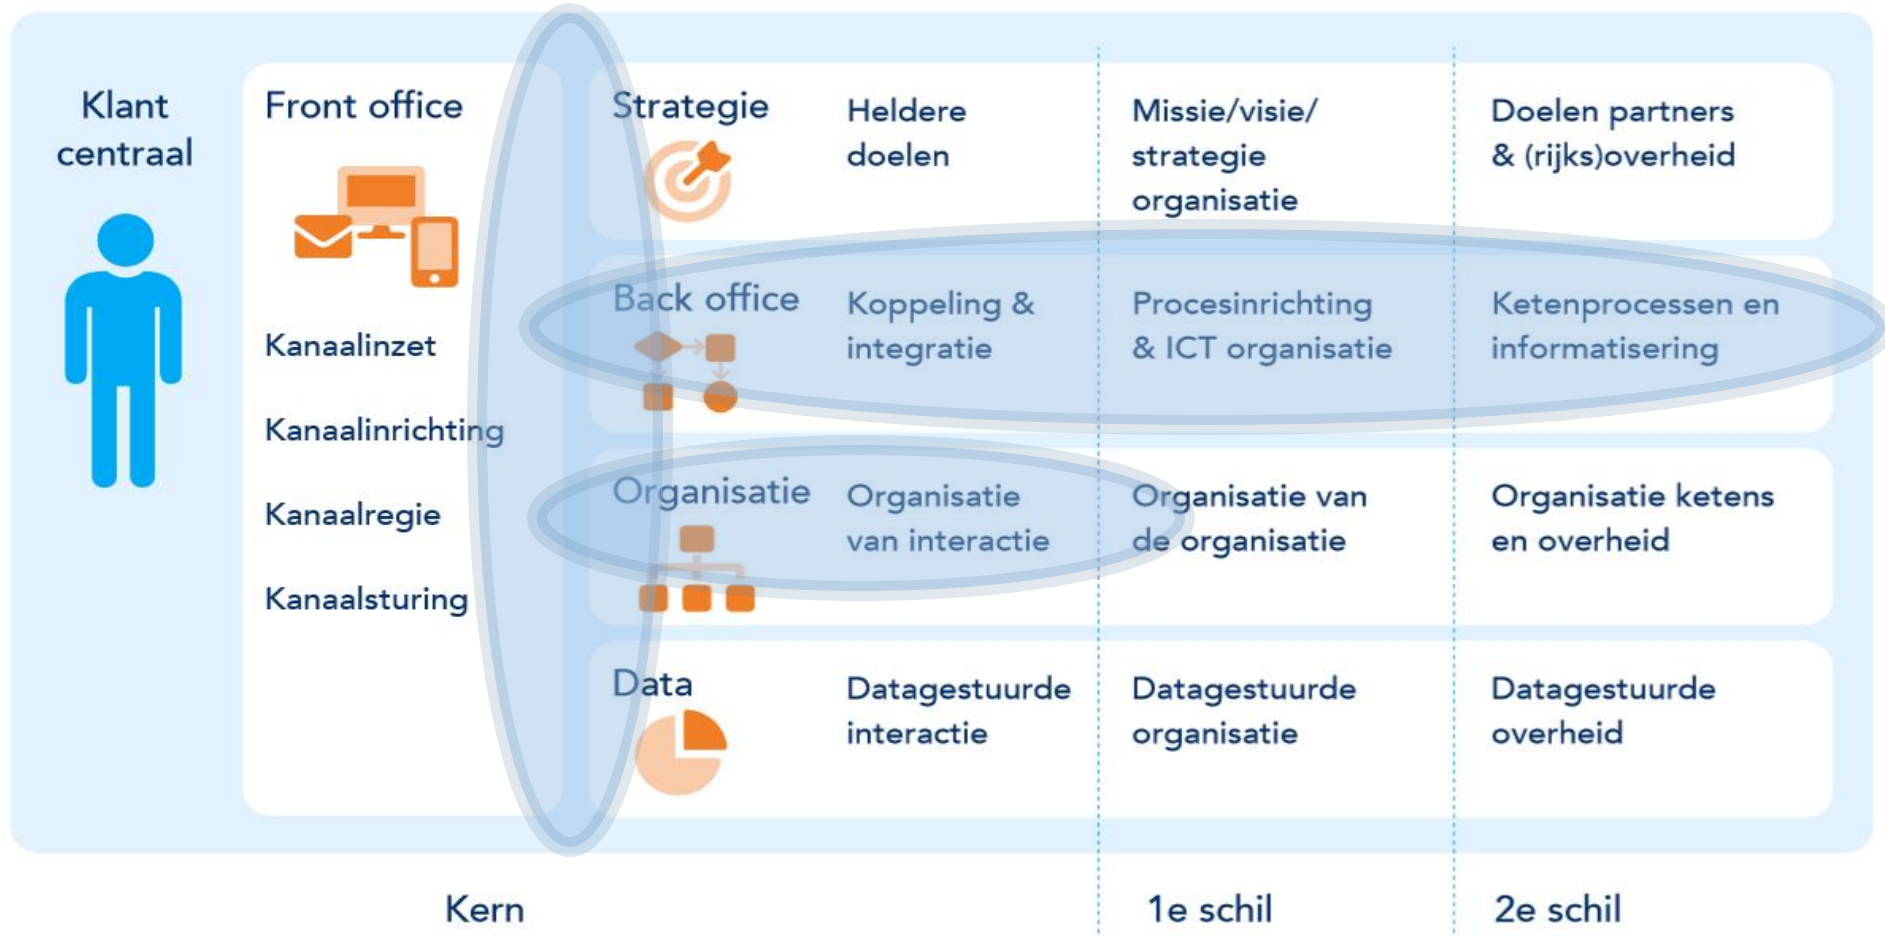 Klant
centraal
Front office
Kanaalinzet
Kanaalinrichting
Kanaalregie
Kanaalsturing
Strategie
Heldere
doelen
Missie/visie/
strategie
organisatie
Doelen partners
& (rijks)overheid
Back office
Koppeling &
integratie
Procesinrichting
& ICT organisatie
Ketenprocessen en
informatisering
Organisatie
Organisatie
van interactie
Organisatie van
de organisatie
Organisatie ketens
en overheid
Data
Datagestuurde
interactie
Datagestuurde
organisatie
Datagestuurde
overheid
Kern
1e schil
2e schil